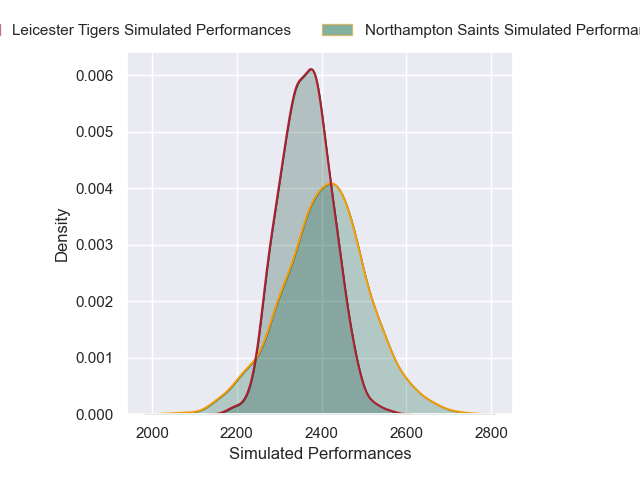 Leicester Tigers Simulated Performances Northampton Saints Simulated
0.006
0.005
0.004
0.003
0.002
0.001
0.000
Density
2000 2200 2400 2600 2800
Simulated Performances